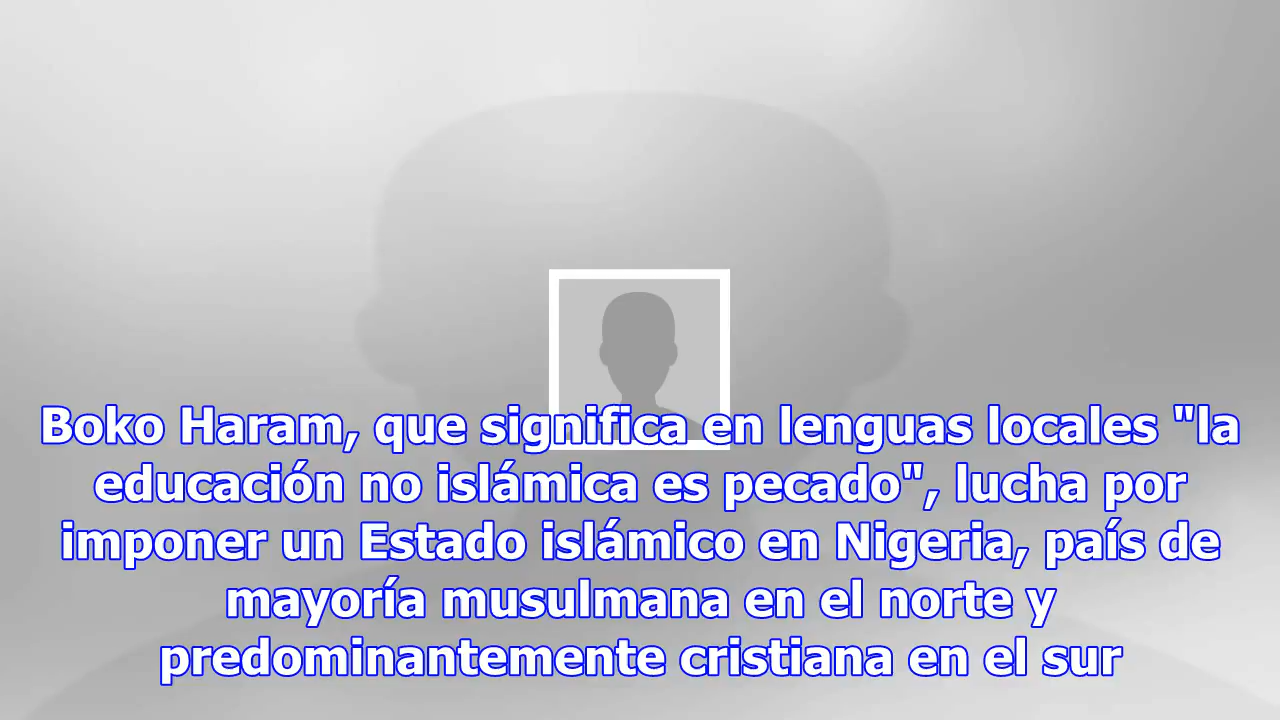 Boko Haram, que significa en lenguas locales "la
educación no islámica es pecado", lucha por
imponer un Estado islámico en Nigeria, país de
mayoría musulmana en el norte y
predominantemente cristiana en el sur